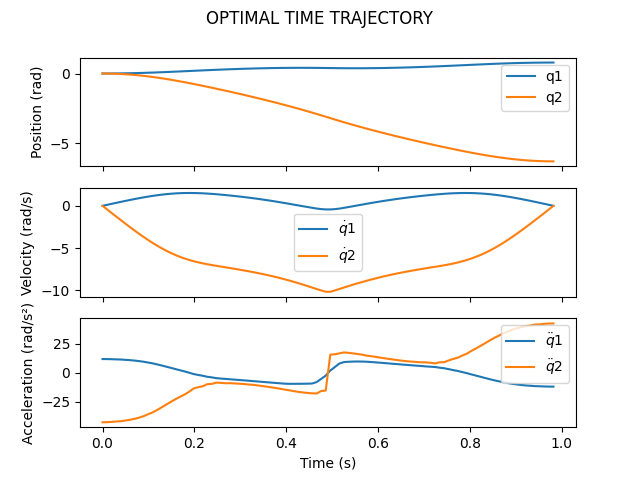 OPTIMAL TIME TRAJECTORY
Position (rad)
0
−5
q1
q2
Velocity (rad/s)
0
−5
−10
q̇1
q̇2
Acceleration (rad/s²)
25
0
−25
q̈1
q̈2
0.0 0.2 0.4 0.6 0.8 1.0
Time (s)